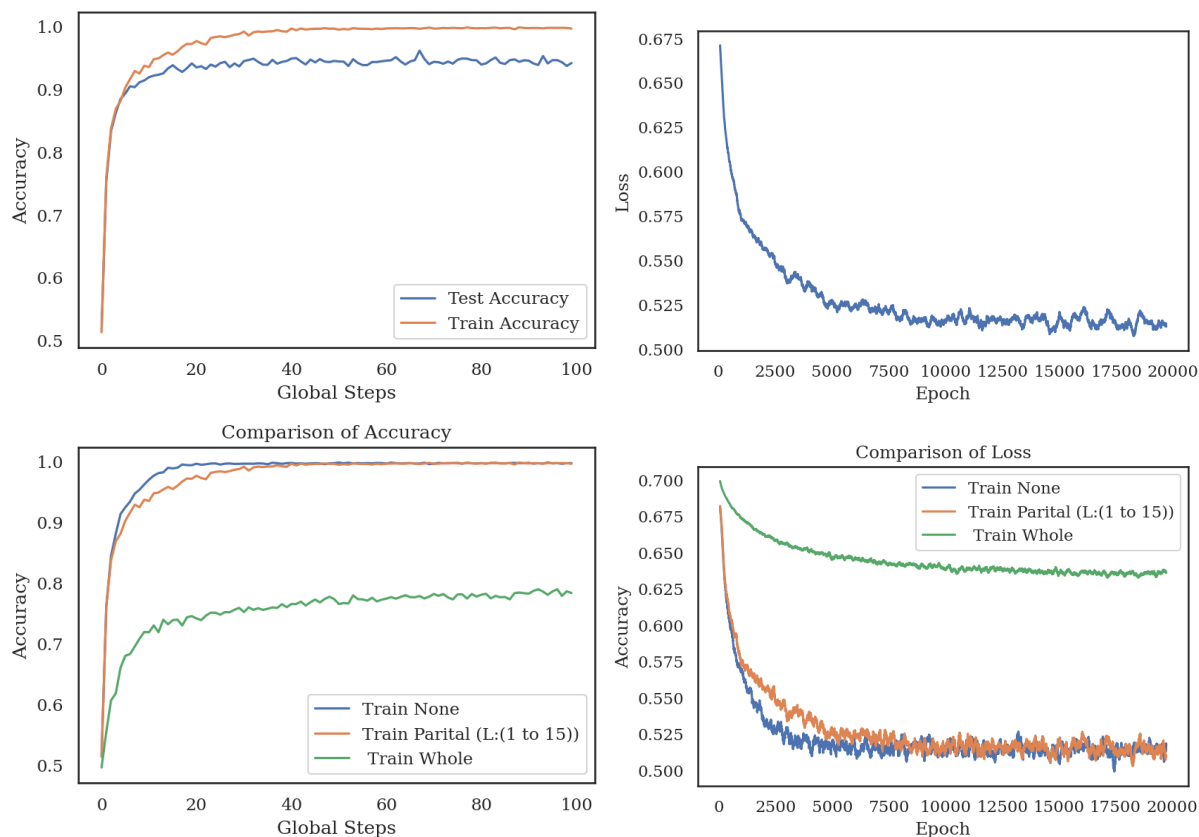 1.0
0.9
0.8
0.7
0.6
0.5
Accuracy
Test Accuracy
Train Accuracy
0 20 40 60 80 100
Global Steps
0.675
0.650
0.625
0.600
0.575
0.550
0.525
0.500
Loss
0 2500 5000 7500 10000 12500 15000 17500 20000
Epoch
Comparison of Accuracy
1.0
0.9
0.8
0.7
0.6
0.5
Accuracy
Train None
Train Parital (L:(1 to 15))
Train Whole
0 20 40 60 80 100
Global Steps
Comparison of Loss
0.700
0.675
0.650
0.625
0.600
0.575
0.550
0.525
0.500
Accuracy
Train None
Train Parital (L:(1 to 15))
Train Whole
0 2500 5000 7500 10000 12500 15000 17500 20000
Epoch